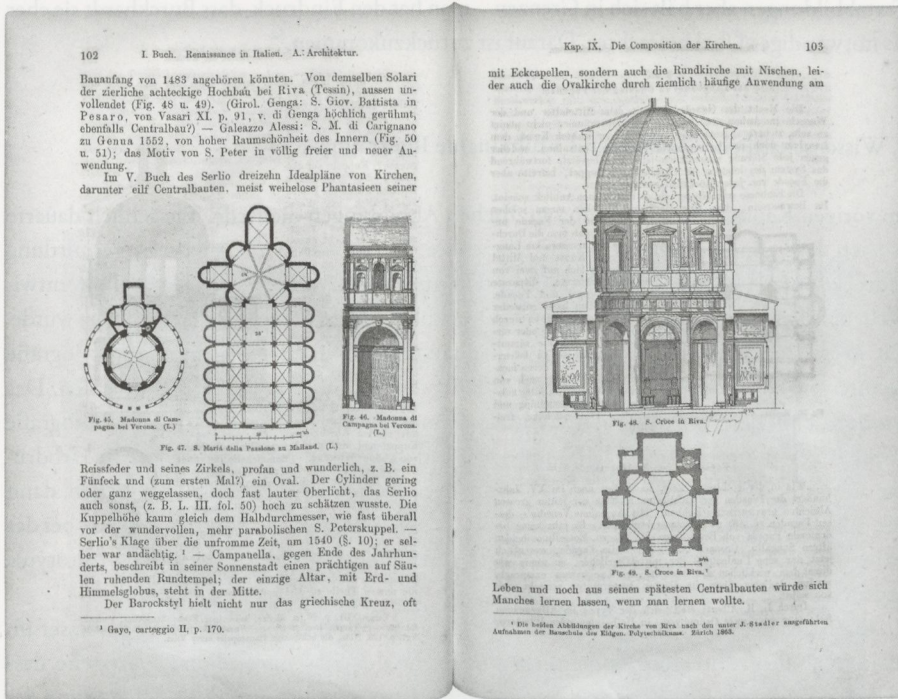 102 I. Buch. Renaissance in Italien. A. Architektur.
Bauanfang von 1483 angehören könnten. Von demselben Solari
der zierliche achteckige Hochbau bei Riva (Tessin), aussen un-
vollendet (Fig. 48 u. 49). (Girol. Genga: S. Giov. Battista in
Pesaro, von Vasari XI. p. 91, v. di Genga höchlich gerühmt,
ebenfalls Centralbau?) — Galeazzo Alessi: S. M. di Carignano
zu Genua 1552, von hoher Raumschönheit des Innern (Fig. 50
u. 51); das Motiv von S. Peter in völlig freier und neuer An-
wendung.
Im V. Buch des Serlio dreizehn Idealpläne von Kirchen,
darunter eilf Centralbauten, meist weihelose Phantasieen seiner
Fig. 45. Madonna di Cam-
pagna bei Verona. (L.)
Fig. 46. Madonna di
Campagna bei Verona.
(L.)
Fig. 47. S. Maria della Passione zu Mailand. (L.)
Reissfeder und seines Zirkels, profan und wunderlich, z. B. ein
Fünfeck und (zum ersten Mal?) ein Oval. Der Cylinder gering
oder ganz weggelassen, doch fast lauter Oberlicht, das Serlio
auch sonst, (z. B. L. III. fol. 50) hoch zu schätzen wusste. Die
Kuppelhöhe kaum gleich dem Halbdurchmesser, wie fast überall
vor der wundervollen, mehr parabolischen S. Peterskuppel. —
Serlio's Klage über die unfromme Zeit, um 1540 (§. 10); er sel-
ber war andächtig. ¹ — Campanella, gegen Ende des Jahrhun-
derts, beschreibt in seiner Sonnenstadt einen prächtigen auf Säu-
len ruhenden Rundtempel; der einzige Altar, mit Erd- und
Himmelsglobus, steht in der Mitte.
Der Barockstyl hielt nicht nur das griechische Kreuz, oft
¹ Gaye, carteggio II, p. 170.
Kap. IX. Die Composition der Kirchen. 103
mit Eckcapellen, sondern auch die Rundkirche mit Nischen, lei-
der auch die Ovalkirche durch ziemlich häufige Anwendung am
Fig. 48. S. Croce in Riva.
Fig. 49. S. Croce in Riva.¹
Leben und noch aus seinen spätesten Centralbauten würde sich
Manches lernen lassen, wenn man lernen wollte.
¹ Die beiden Abbildungen der Kirche von Riva nach den unter J. Stadler ausgeführten
Aufnahmen der Bauschule des Eidgen. Polytechnikums. Zürich 1865.